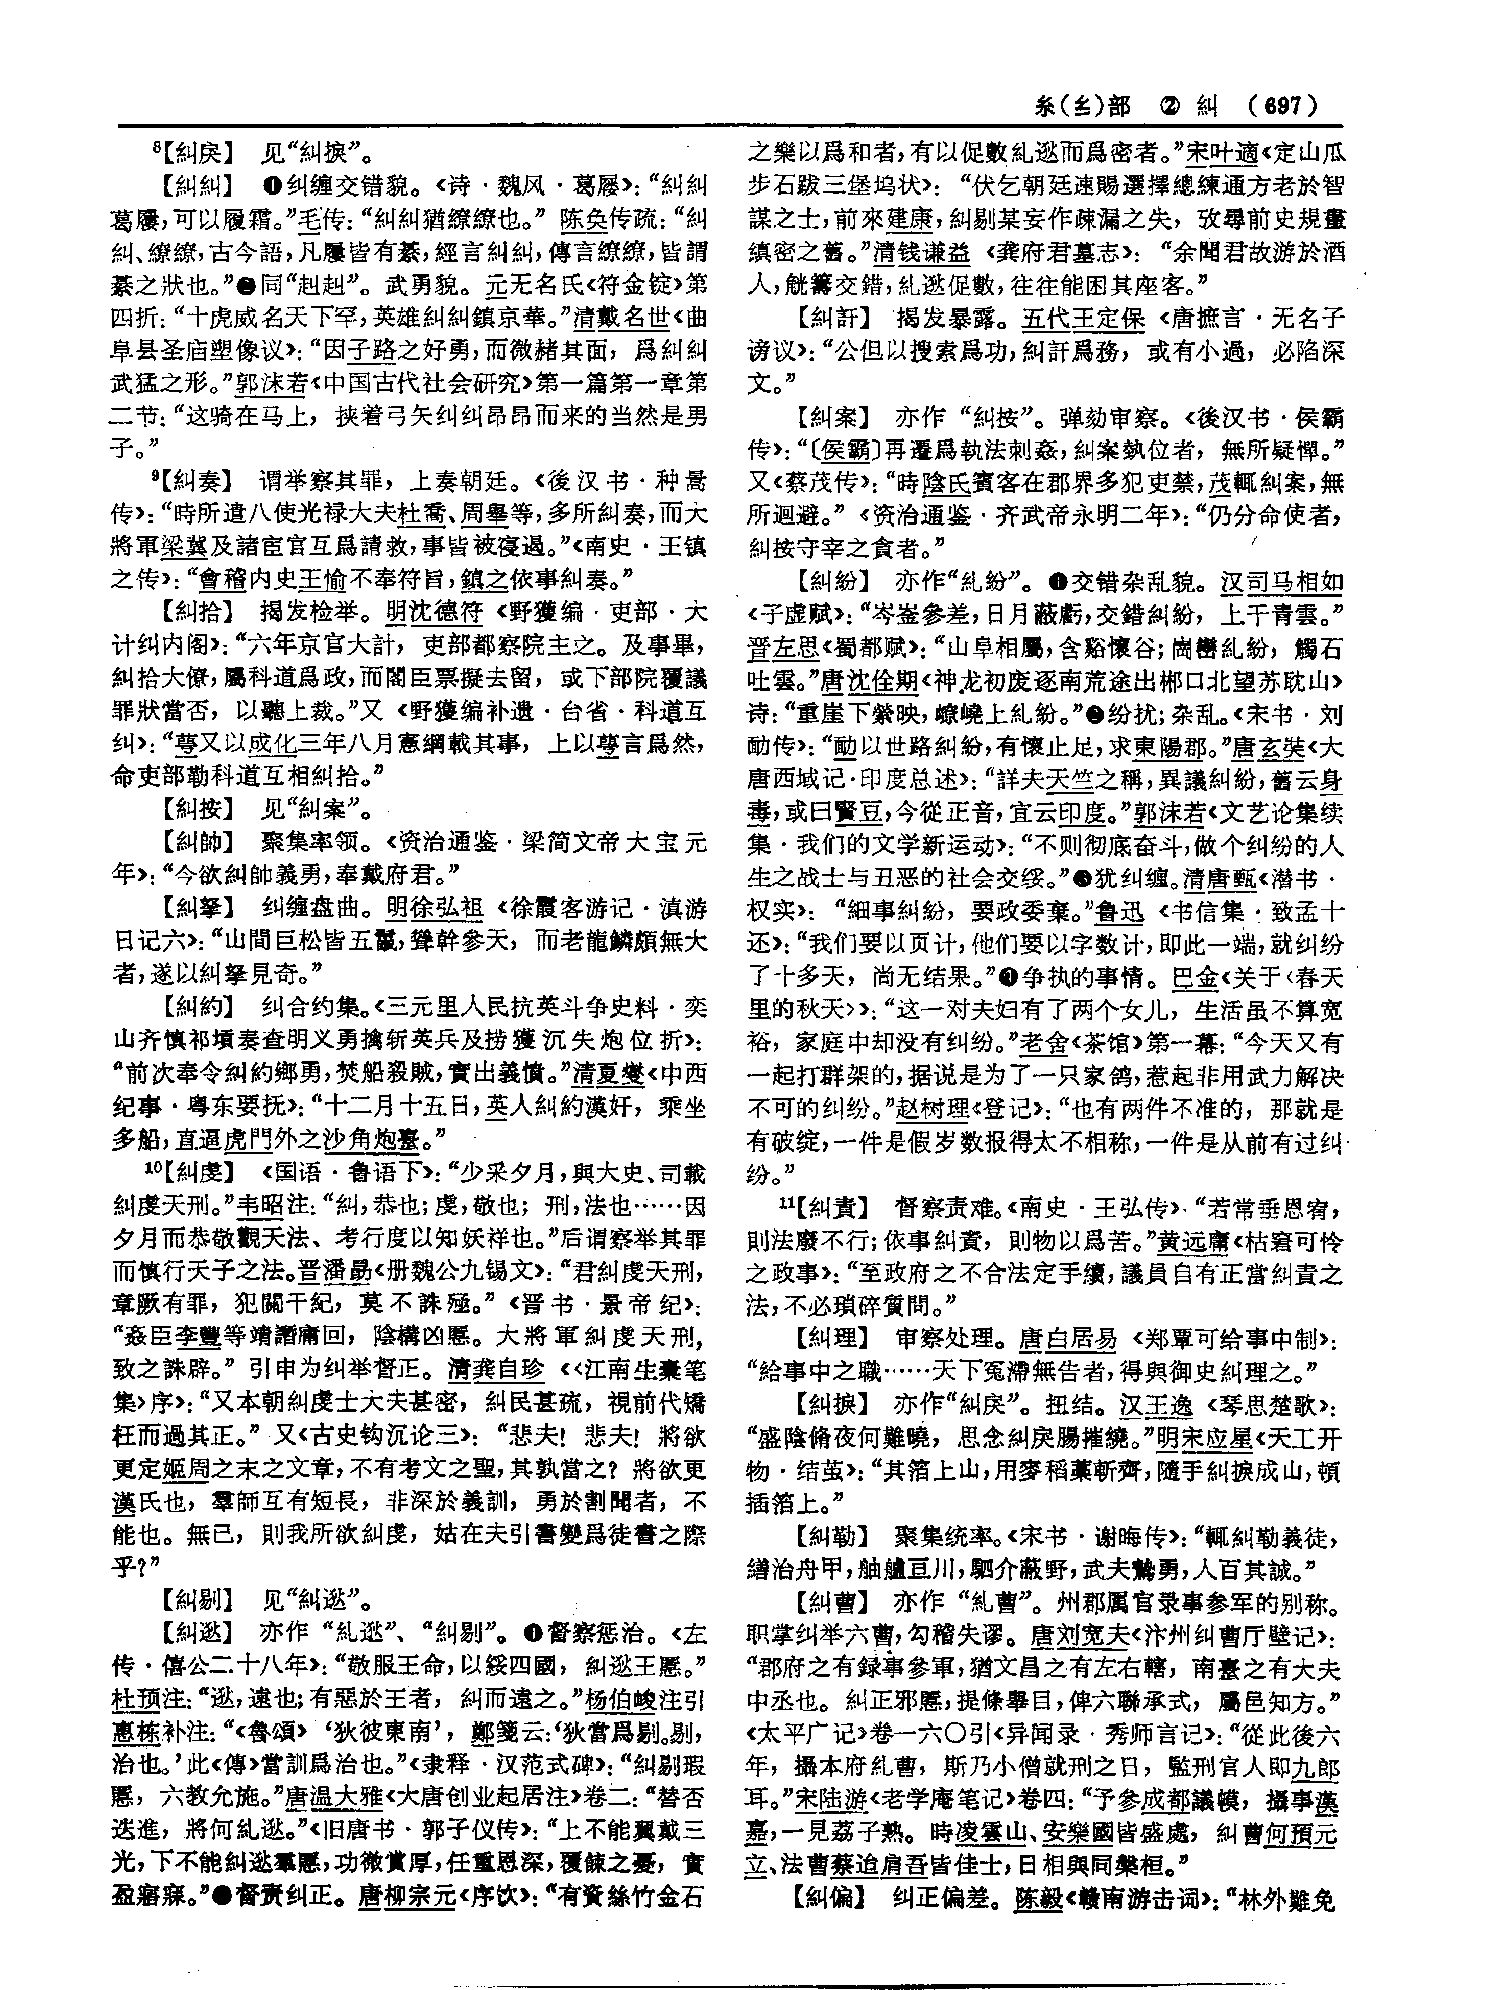 糸(糹)部　②　糾　(697)
⁸【糾戾】　见“糾捩”。
【糾糾】　❶纠缠交错貌。《诗·魏风·葛屦》：“糾糾
葛屨，可以履霜。”毛传：“糾糾猶繚繚也。”　陈奂传疏：“糾
糾、繚繚，古今語，凡屨皆有綦，經言糾糾，傳言繚繚，皆謂
綦之狀也。”❷同“赳赳”。武勇貌。元无名氏《符金锭》第
四折：“十虎威名天下罕，英雄糾糾鎮京華。”清戴名世《曲
阜县圣庙塑像议》：“因子路之好勇，而微赭其面，爲糾糾
武猛之形。”郭沫若《中国古代社会研究》第一篇第一章第
二节：“这骑在马上，挟着弓矢纠纠昂昂而来的当然是男
子。”
⁹【糾奏】　谓举察其罪，上奏朝廷。《後汉书·种暠
传》：“時所遣八使光禄大夫杜喬、周舉等，多所糾奏，而大
將軍梁冀及諸宦官互爲請救，事皆被寑遏。”《南史·王镇
之传》：“會稽内史王愉不奉符旨，鎮之依事糾奏。”
【糾拾】　揭发检举。明沈德符《野獲编·吏部·大
计纠内阁》：“六年京官大計，吏部都察院主之。及事畢，
糾拾大僚，屬科道爲政，而閣臣票擬去留，或下部院覆議
罪狀當否，以聽上裁。”又《野獲编补遗·台省·科道互
纠》：“蕚又以成化三年八月憲綱載其事，上以蕚言爲然，
命吏部勒科道互相糾拾。”
【糾按】　见“糾案”。
【糾帥】　聚集率领。《资治通鉴·梁简文帝大宝元
年》：“今欲糾帥義勇，奉戴府君。”
【糾拏】　纠缠盘曲。明徐弘祖《徐霞客游记·滇游
日记六》：“山間巨松皆五鬣，聳幹參天，而老龍鱗頗無大
者，遂以糾拏見奇。”
【糾約】　纠合约集。《三元里人民抗英斗争史料·奕
山齐慎祁𡎴奏查明义勇擒斩英兵及捞獲沉失炮位折》：
“前次奉令糾約鄉勇，焚船殺賊，實出義憤。”清夏燮《中西
纪事·粤东要抚》：“十二月十五日，英人糾約漢奸，乘坐
多船，直逼虎門外之沙角炮臺。”
¹⁰【糾虔】　《国语·鲁语下》：“少采夕月，與大史、司載
糾虔天刑。”韦昭注：“糾，恭也；虔，敬也；刑，法也……因
夕月而恭敬觀天法、考行度以知妖祥也。”后谓察举其罪
而慎行天子之法。晋潘勗《册魏公九锡文》：“君糾虔天刑，
章厥有罪，犯關干紀，莫不誅殛。”《晋书·景帝纪》：
“姦臣李豐等靖譖庸回，陰構凶慝。大將軍糾虔天刑，
致之誅辟。”引申为纠举督正。清龚自珍《〈江南生橐笔
集〉序》：“又本朝糾虔士大夫甚密，糾民甚疏，視前代矯
枉而過其正。”又《古史钩沉论三》：“悲夫！悲夫！將欲
更定姬周之末之文章，不有考文之聖，其孰當之？將欲更
漢氏也，羣師互有短長，非深於義訓，勇於割聞者，不
能也。無已，則我所欲糾虔，姑在夫引書變爲徒書之際
乎？”
【糾剔】　见“糾逖”。
【糾逖】　亦作“糺逖”、“糾剔”。❶督察惩治。《左
传·僖公二十八年》：“敬服王命，以綏四國，糾逖王慝。”
杜预注：“逖，遠也；有惡於王者，糾而遠之。”杨伯峻注引
惠栋补注：“《魯頌》‘狄彼東南’，鄭箋云：‘狄當爲剔。剔，
治也。’此《傳》當訓爲治也。”《隶释·汉范式碑》：“糾剔瑕
慝，六教允施。”唐温大雅《大唐创业起居注》卷二：“替否
迭進，將何糺逖。”《旧唐书·郭子仪传》：“上不能翼戴三
光，下不能糾逖羣慝，功微賞厚，任重恩深，覆餗之憂，實
盈寤寐。”❷督责纠正。唐柳宗元《序饮》：“有資絲竹金石
之樂以爲和者，有以促數糺逖而爲密者。”宋叶適《定山瓜
步石跋三堡坞状》：“伏乞朝廷速賜選擇總練通方老於智
謀之士，前來建康，糾剔某妄作疎漏之失，攷尋前史規畫
縝密之舊。”清钱谦益《龚府君墓志》：“余聞君故游於酒
人，觥籌交錯，糺逖促數，往往能困其座客。”
【糾訐】　揭发暴露。五代王定保《唐摭言·无名子
谤议》：“公但以搜索爲功，糾訐爲務，或有小過，必陷深
文。”
【糾案】　亦作“糾按”。弹劾审察。《後汉书·侯霸
传》：“〔侯霸〕再遷爲執法刺姦，糾案埶位者，無所疑憚。”
又《蔡茂传》：“時陰氏賓客在郡界多犯吏禁，茂輒糾案，無
所迴避。”《资治通鉴·齐武帝永明二年》：“仍分命使者，
糾按守宰之貪者。”
【糾紛】　亦作“糺紛”。❶交错杂乱貌。汉司马相如
《子虚赋》：“岑崟參差，日月蔽虧，交錯糾紛，上干青雲。”
晋左思《蜀都赋》：“山阜相屬，含谿懷谷；崗巒糺紛，觸石
吐雲。”唐沈佺期《神龙初废逐南荒途出郴口北望苏耽山》
诗：“重崖下縈映，嶛嶢上糺紛。”❷纷扰；杂乱。《宋书·刘
勔传》：“勔以世路糾紛，有懷止足，求東陽郡。”唐玄奘《大
唐西域记·印度总述》：“詳夫天竺之稱，異議糾紛，舊云身
毒，或曰賢豆，今從正音，宜云印度。”郭沫若《文艺论集续
集·我们的文学新运动》：“不则彻底奋斗，做个纠纷的人
生之战士与丑恶的社会交绥。”❸犹纠缠。清唐甄《潜书·
权实》：“細事糾紛，要政委棄。”鲁迅《书信集·致孟十
还》：“我们要以页计，他们要以字数计，即此一端，就纠纷
了十多天，尚无结果。”❹争执的事情。巴金《关于〈春天
里的秋天〉》：“这一对夫妇有了两个女儿，生活虽不算宽
裕，家庭中却没有纠纷。”老舍《茶馆》第一幕：“今天又有
一起打群架的，据说是为了一只家鸽，惹起非用武力解决
不可的纠纷。”赵树理《登记》：“也有两件不准的，那就是
有破绽，一件是假岁数报得太不相称，一件是从前有过纠
纷。”
¹¹【糾責】　督察责难。《南史·王弘传》：“若常垂恩宥，
則法廢不行；依事糾責，則物以爲苦。”黄远庸《枯窘可怜
之政事》：“至政府之不合法定手續，議員自有正當糾責之
法，不必瑣碎質問。”
【糾理】　审察处理。唐白居易《郑覃可给事中制》：
“給事中之職……天下冤滯無告者，得與御史糾理之。”
【糾捩】　亦作“糾戾”。扭结。汉王逸《琴思楚歌》：
“盛陰脩夜何難曉，思念糾戾腸摧繞。”明宋应星《天工开
物·结茧》：“其箔上山，用麥稻藁斬齊，隨手糾捩成山，頓
插箔上。”
【糾勒】　聚集统率。《宋书·谢晦传》：“輒糾勒義徒，
繕治舟甲，舳艫亘川，駟介蔽野，武夫鷙勇，人百其誠。”
【糾曹】　亦作“糺曹”。州郡属官录事参军的别称。
职掌纠举六曹，勾稽失谬。唐刘宽夫《汴州纠曹厅壁记》：
“郡府之有録事參軍，猶文昌之有左右轄，南臺之有大夫
中丞也。糾正邪慝，提條舉目，俾六聯承式，屬邑知方。”
《太平广记》卷一六〇引《异闻录·秀师言记》：“從此後六
年，攝本府糺曹，斯乃小僧就刑之日，監刑官人即九郎
耳。”宋陆游《老学庵笔记》卷四：“予參成都議幙，攝事漢
嘉，一見荔子熟。時凌雲山、安樂園皆盛處，糾曹何預元
立、法曹蔡迨肩吾皆佳士，日相與同槃桓。”
【糾偏】　纠正偏差。陈毅《赣南游击词》：“林外難免